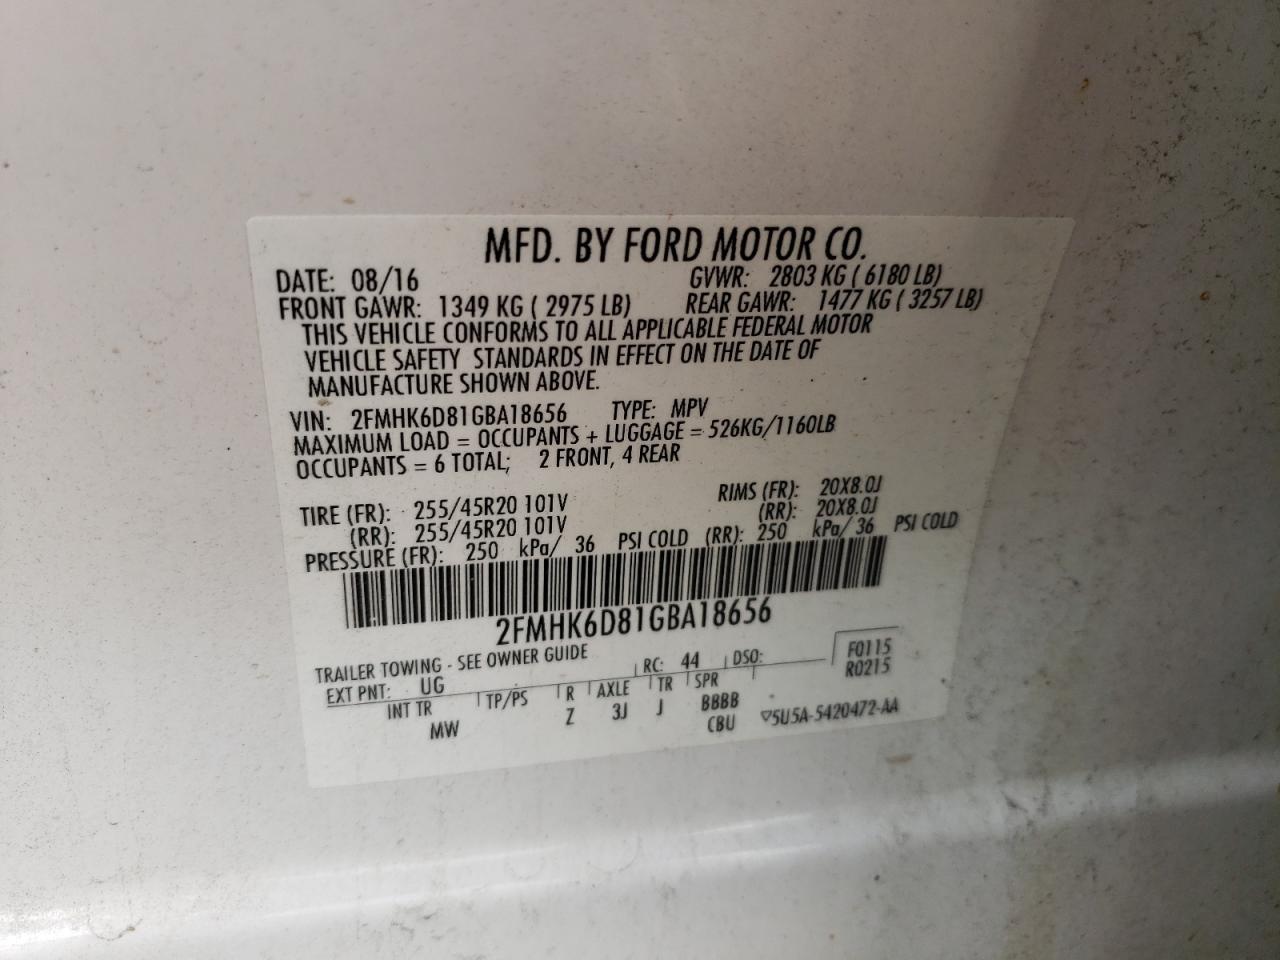 MFD. BY FORD MOTOR CO.
DATE: 08/16 GVWR: 2803 KG ( 6180 LB)
FRONT GAWR: 1349 KG ( 2975 LB) REAR GAWR: 1477 KG ( 3257 LB)
THIS VEHICLE CONFORMS TO ALL APPLICABLE FEDERAL MOTOR
VEHICLE SAFETY STANDARDS IN EFFECT ON THE DATE OF
MANUFACTURE SHOWN ABOVE.
VIN: 2FMHK6D81GBA18656 TYPE: MPV
MAXIMUM LOAD = OCCUPANTS + LUGGAGE = 526KG/1160LB
OCCUPANTS = 6 TOTAL; 2 FRONT, 4 REAR
TIRE (FR): 255/45R20 101V RIMS (FR): 20X8.0J
(RR): 255/45R20 101V (RR): 20X8.0J
PRESSURE (FR): 250 kPa/ 36 PSI COLD (RR): 250 kPa/ 36 PSI COLD
2FMHK6D81GBA18656
TRAILER TOWING - SEE OWNER GUIDE
EXT PNT: UG RC: 44 DSO: F0115
R0215
INT TR TP/PS R AXLE TR SPR
MW Z 3J J BBBB
CBU ▽5U5A-5420472-AA